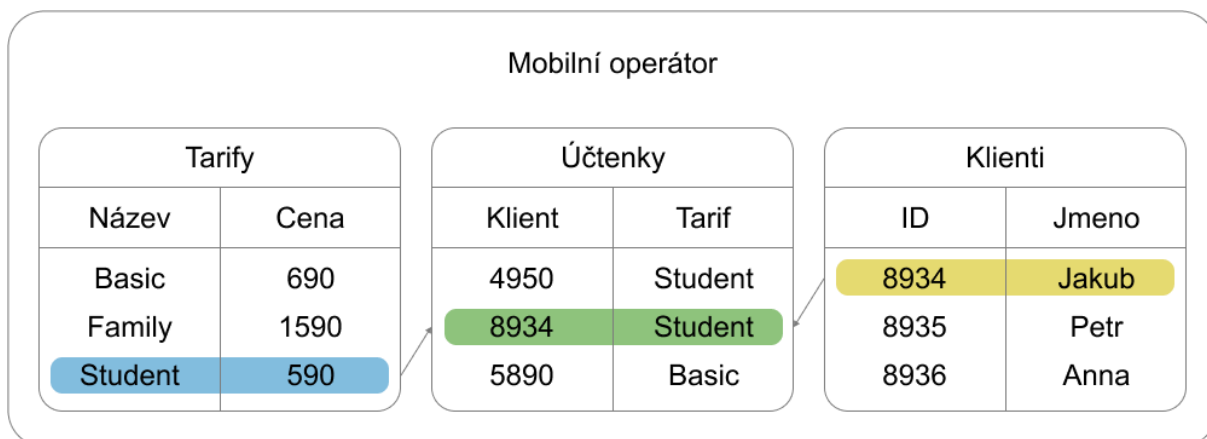 Mobilní operátor
Tarify Účtenky Klienti
Název Cena Klient Tarif ID Jmeno
Basic 690 4950 Student 8934 Jakub
Family 1590 8934 Student 8935 Petr
Student 590 5890 Basic 8936 Anna